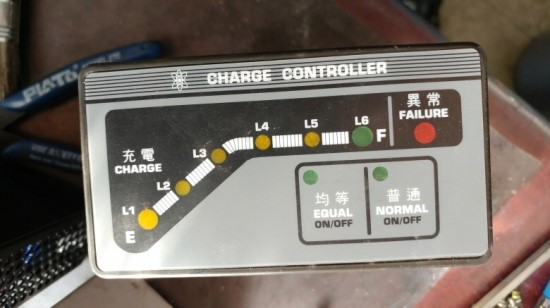 PLATO
CHARGE CONTROLLER
異常
FAILURE
L6
F
L5
L4
L3
L2
L1
E
充電
CHARGE
均等
EQUAL
ON/OFF
普通
NORMAL
ON/OFF